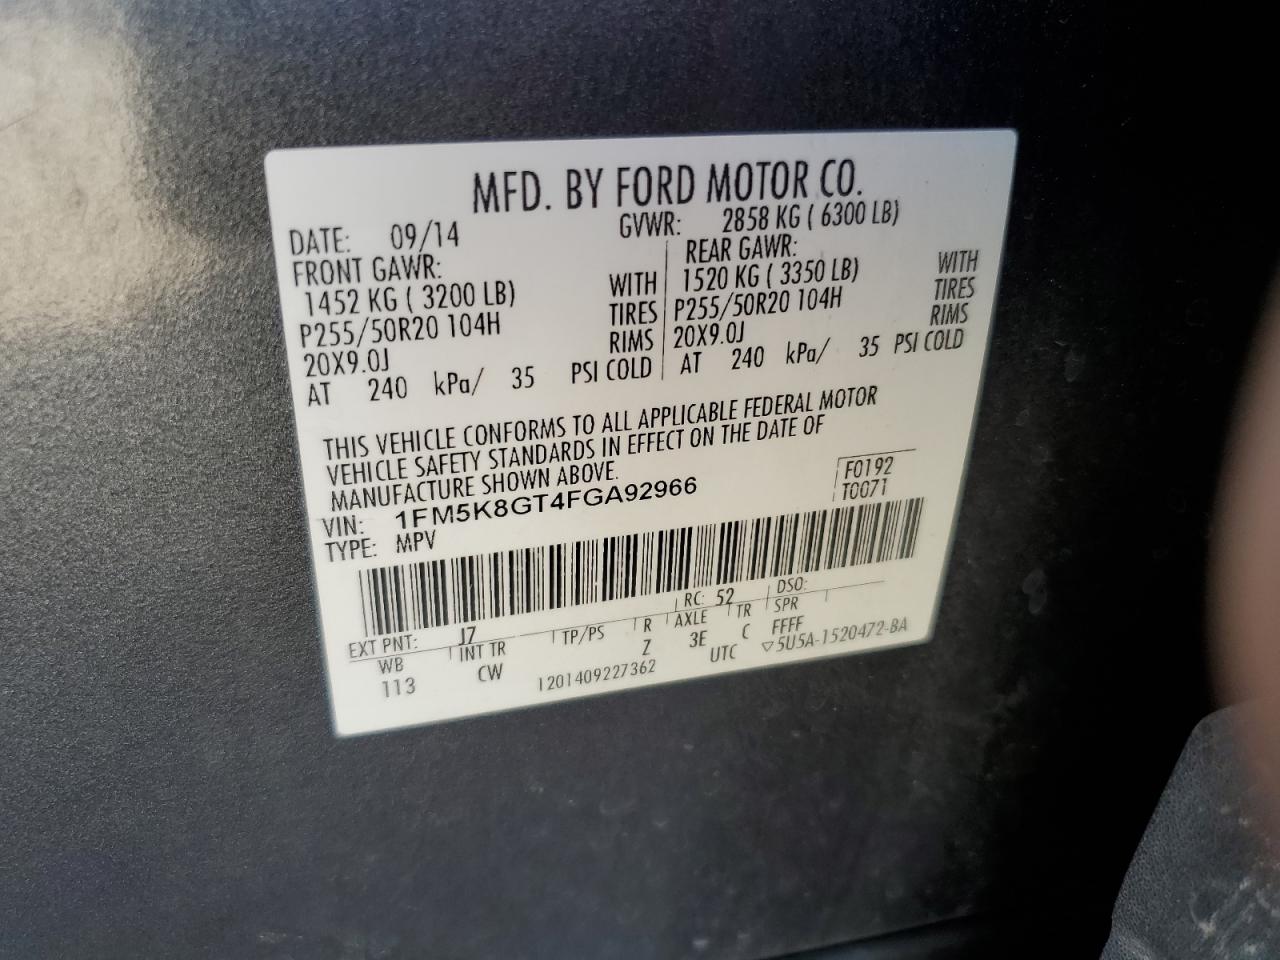 MFD. BY FORD MOTOR CO.
DATE: 09/14 GVWR: 2858 KG ( 6300 LB)
FRONT GAWR: REAR GAWR:
1452 KG ( 3200 LB) WITH 1520 KG ( 3350 LB) WITH
P255/50R20 104H TIRES P255/50R20 104H TIRES
20X9.0J RIMS 20X9.0J RIMS
AT 240 kPa/ 35 PSI COLD AT 240 kPa/ 35 PSI COLD
THIS VEHICLE CONFORMS TO ALL APPLICABLE FEDERAL MOTOR
VEHICLE SAFETY STANDARDS IN EFFECT ON THE DATE OF
MANUFACTURE SHOWN ABOVE.
F0192
VIN: 1FM5K8GT4FGA92966
T0071
TYPE: MPV
EXT PNT: J7 RC: 52 DSO:
WB INT TR TP/PS R AXLE TR SPR
113 CW Z 3E C FFFF
1201409227362 UTC ▽5U5A-1520472-BA